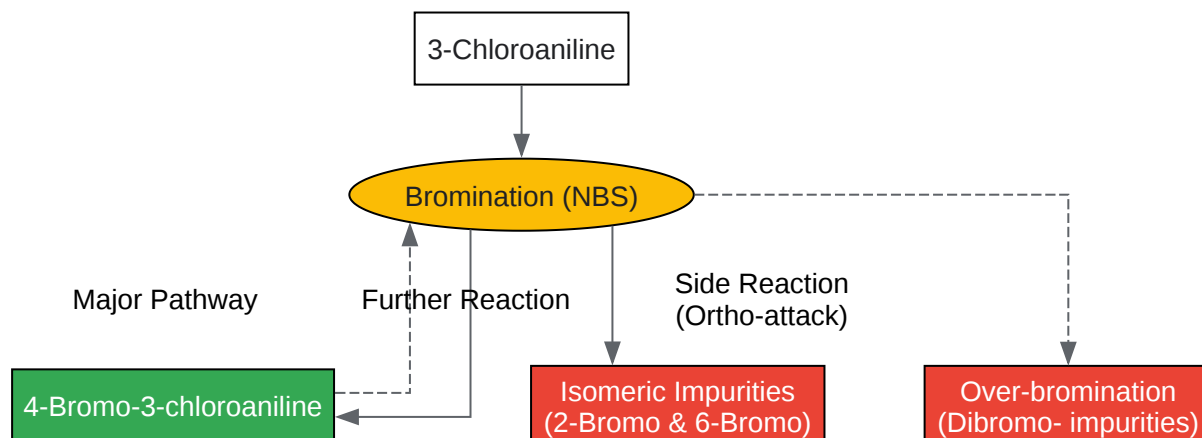 3-Chloroaniline
Bromination (NBS)
Major Pathway
Further Reaction
Side Reaction
(Ortho-attack)
4-Bromo-3-chloroaniline
Isomeric Impurities
(2-Bromo & 6-Bromo)
Over-bromination
(Dibromo- impurities)